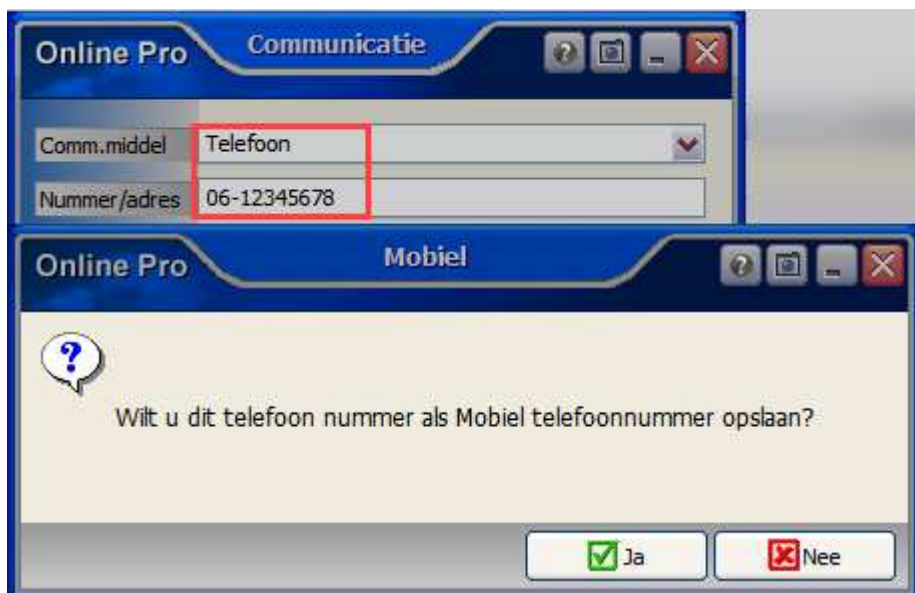 Online Pro Communicatie
Comm.middel Telefoon
Nummer/adres 06-12345678
Online Pro Mobiel
Wilt u dit telefoon nummer als Mobiel telefoonnummer opslaan?
Ja Nee